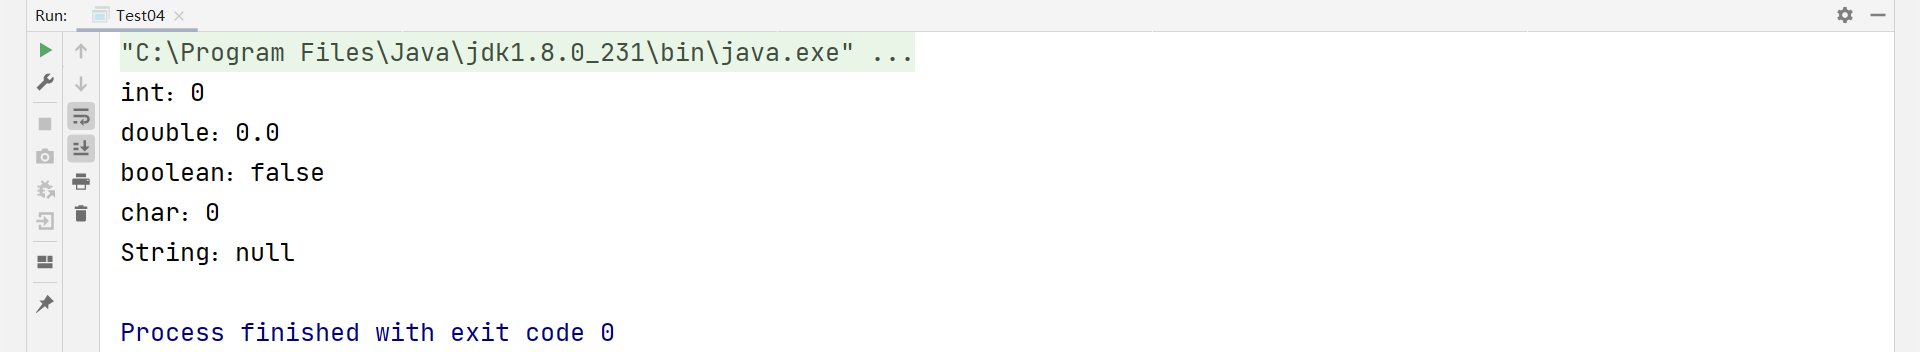 Run: Test04
"C:\Program Files\Java\jdk1.8.0_231\bin\java.exe" ...
int：0
double：0.0
boolean：false
char：0
String：null
Process finished with exit code 0